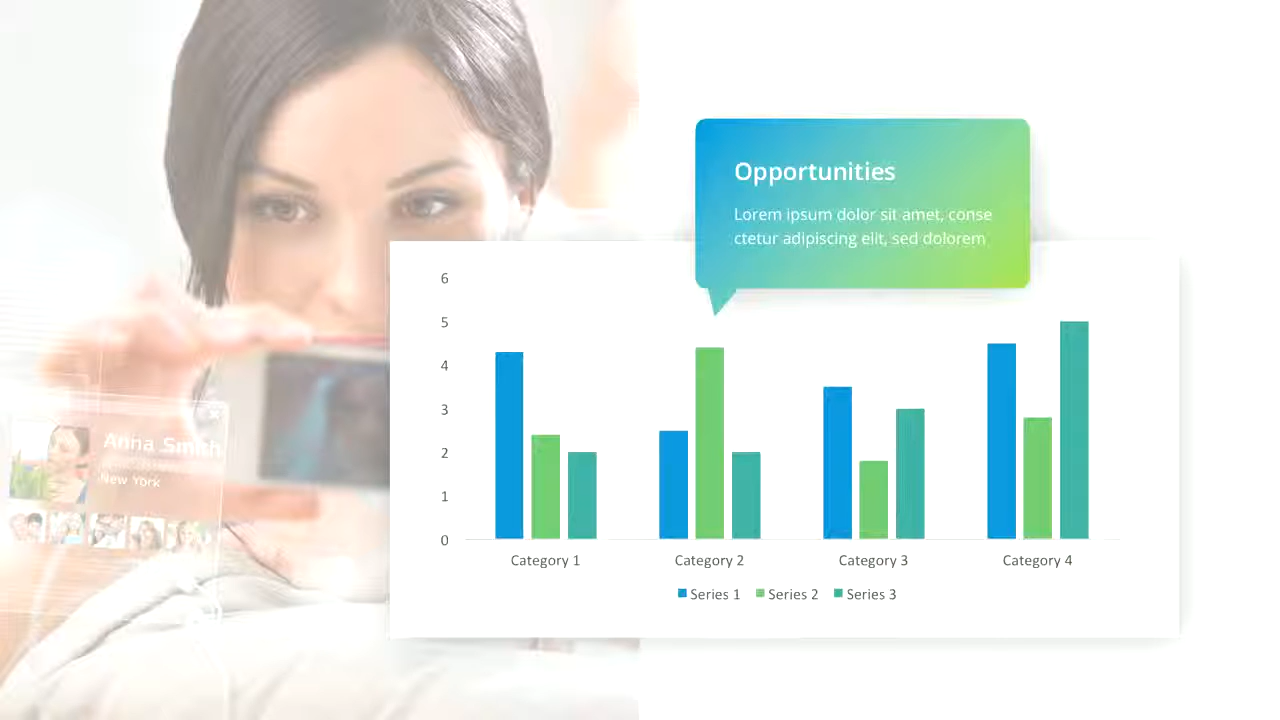 Opportunities
Lorem ipsum dolor sit amet, conse
ctetur adipiscing elit, sed dolorem
6
5
4
3
2
1
0
Category 1 Category 2 Category 3 Category 4
Series 1 Series 2 Series 3
Anna Smith
New York